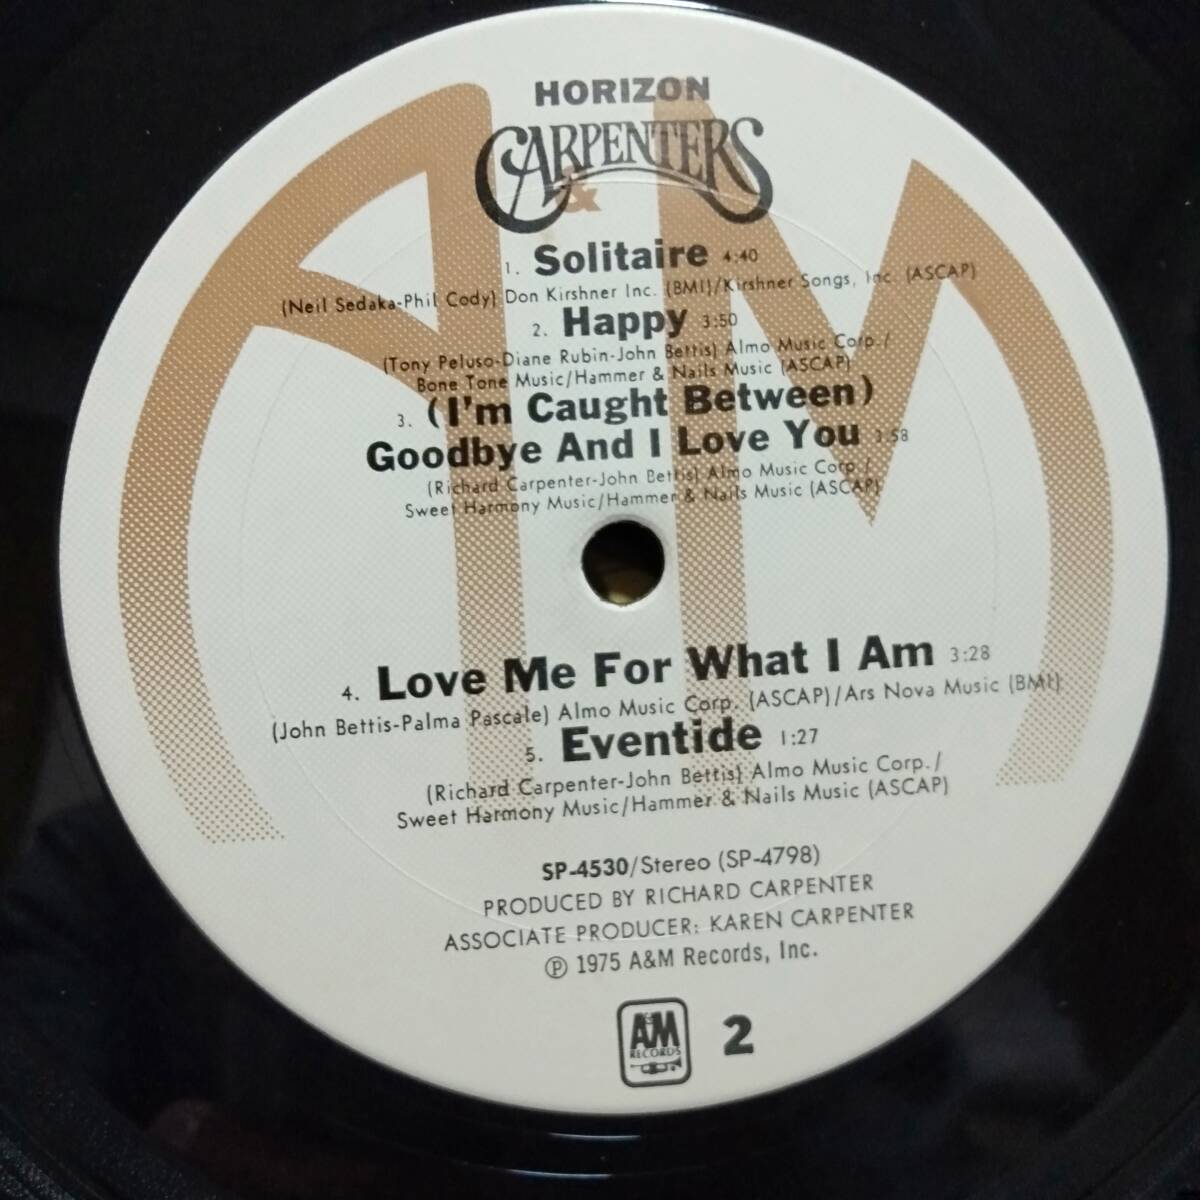 HORIZON
CARPENTERS
&
1. Solitaire 4:40
(Neil Sedaka-Phil Cody) Don Kirshner Inc. (BMI)/Kirshner Songs, Inc. (ASCAP)
2. Happy 3:50
(Tony Peluso-Diane Rubin-John Bettis) Almo Music Corp./
Bone Tone Music/Hammer & Nails Music (ASCAP)
3. (I'm Caught Between)
Goodbye And I Love You 3:58
(Richard Carpenter-John Bettis) Almo Music Corp./
Sweet Harmony Music/Hammer & Nails Music (ASCAP)
4. Love Me For What I Am 3:28
(John Bettis-Palma Pascale) Almo Music Corp. (ASCAP)/Ars Nova Music (BMI)
5. Eventide 1:27
(Richard Carpenter-John Bettis) Almo Music Corp./
Sweet Harmony Music/Hammer & Nails Music (ASCAP)
SP-4530/Stereo (SP-4798)
PRODUCED BY RICHARD CARPENTER
ASSOCIATE PRODUCER: KAREN CARPENTER
℗ 1975 A&M Records, Inc.
A&M
RECORDS
2